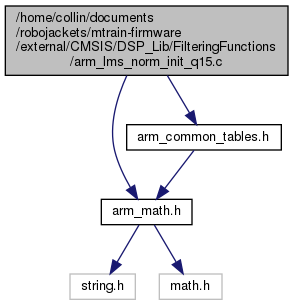 /home/collin/documents
/robojackets/mtrain-firmware
/external/CMSIS/DSP_Lib/FilteringFunctions
/arm_lms_norm_init_q15.c
arm_common_tables.h
arm_math.h
string.h
math.h